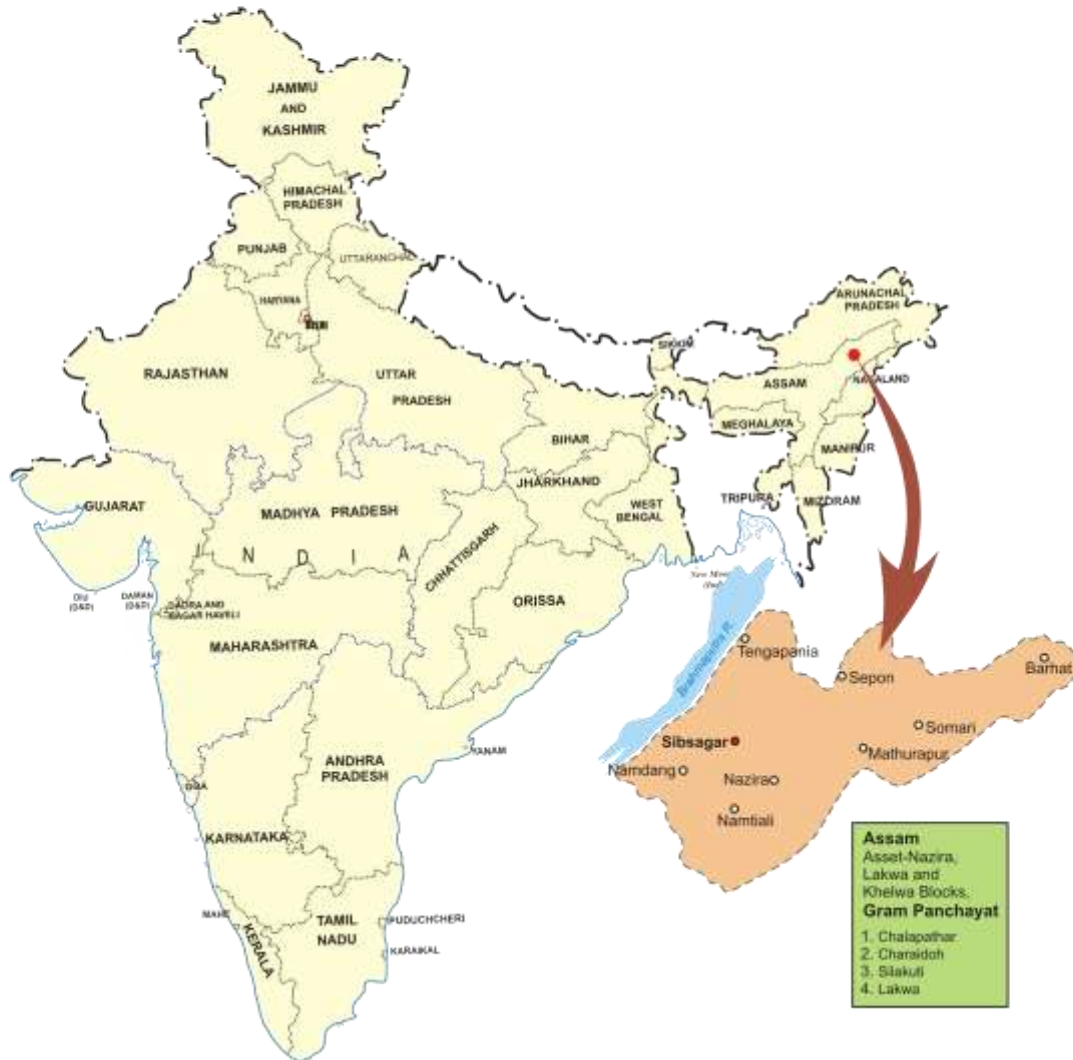 JAMMU
AND
KASHMIR
HIMACHAL
PRADESH
PUNJAB
UTTARANCHAL
HARYANA
ARUNACHAL
PRADESH
SIKKIM
RAJASTHAN
UTTAR
PRADESH
ASSAM
NAGALAND
MEGHALAYA
BIHAR
MANIPUR
JHARKHAND
GUJARAT
MADHYA PRADESH
WEST
BENGAL
TRIPURA
MIZORAM
INDIA
CHHATTISGARH
DIU
(D&D)
DAMAN
(D&D)
DADRA AND
NAGAR HAVELI
ORISSA
MAHARASHTRA
Brahmaputra R.
Tengapania
Sepon
Barhat
Somari
Sibsagar
Mathurapur
YANAM
ANDHRA
PRADESH
Namdang
Nazira
GOA
Namtiali
KARNATAKA
Assam
Asset-Nazira,
Lakwa and
Khelwa Blocks,
Gram Panchayat
1. Chalapathar
2. Charaidoh
3. Silakuti
4. Lakwa
MAHE
TAMIL
NADU
PUDUCHCHERI
KERALA
KARAIKAL